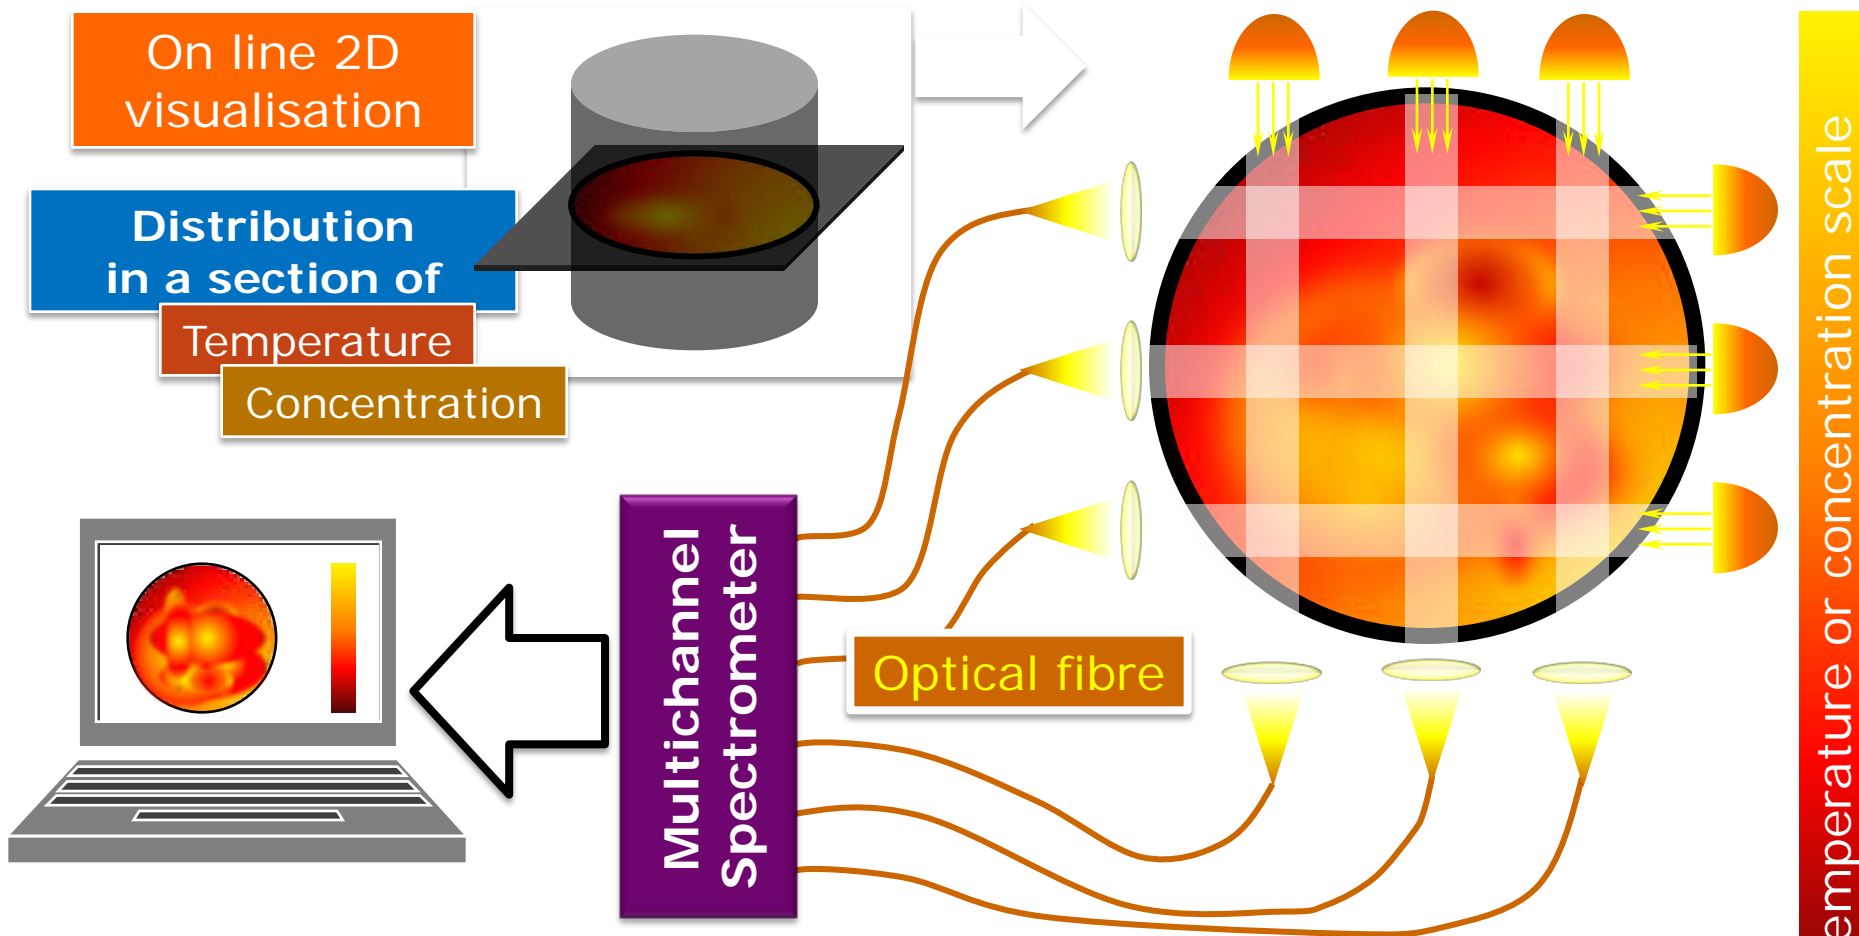 On line 2D
visualisation
Distribution
in a section of
Temperature
Concentration
Multichannel
Spectrometer
Optical fibre
emperature or concentration scale